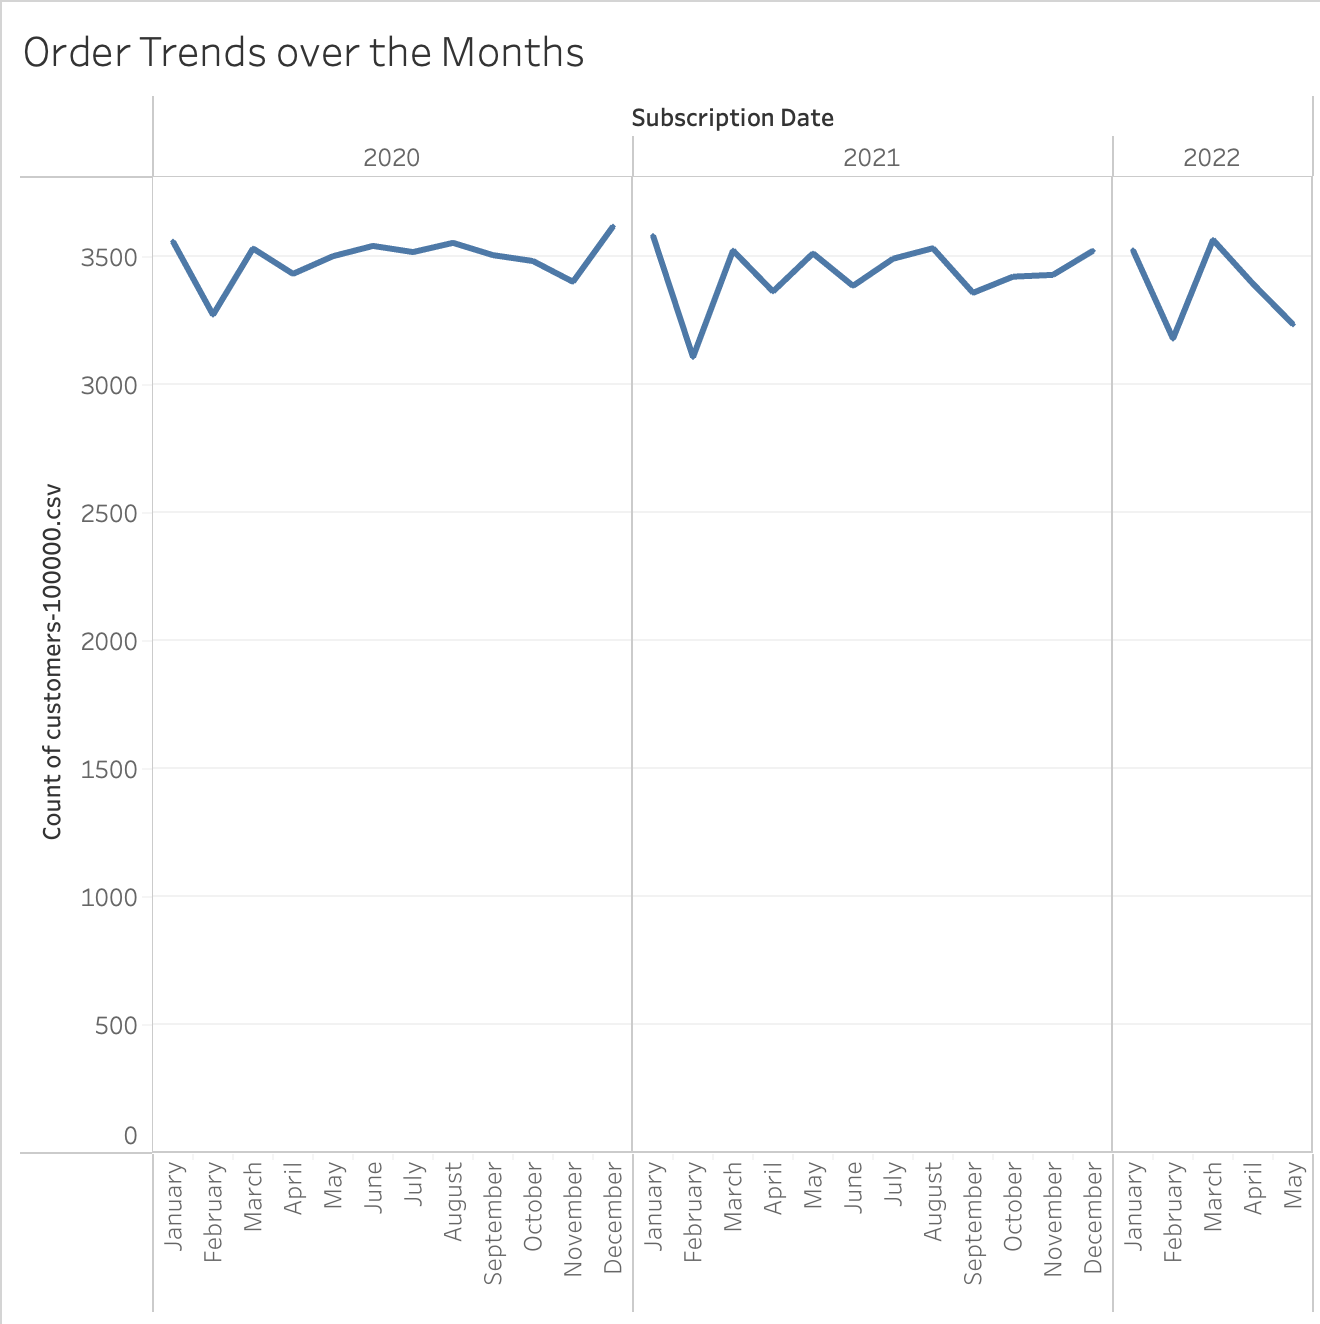 Order Trends over the Months
Subscription Date
2020
2021
2022
Count of customers-100000.csv
3500
3000
2500
2000
1500
1000
500
0
January
February
March
April
May
June
July
August
September
October
November
December
January
February
March
April
May
June
July
August
September
October
November
December
January
February
March
April
May